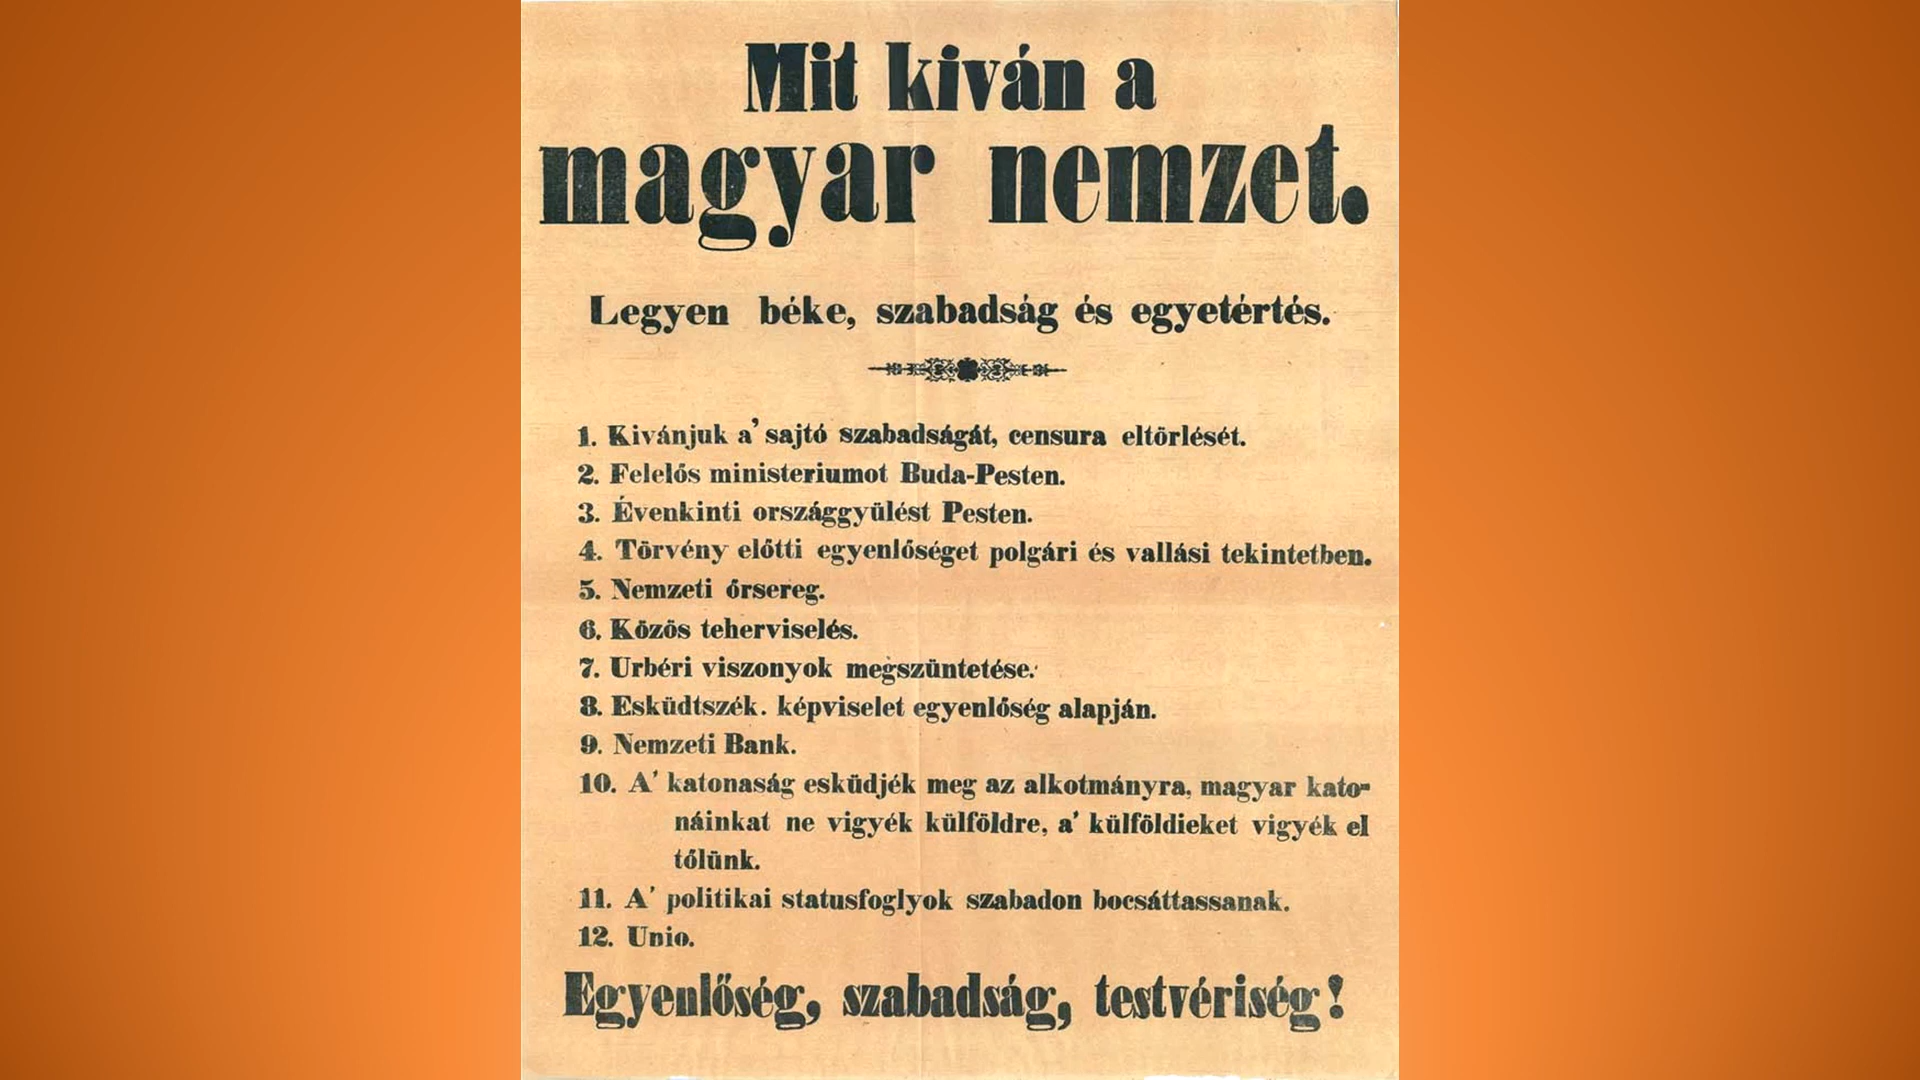 Mit kiván a
magyar nemzet.
Legyen béke, szabadság és egyetértés.
1. Kivánjuk a' sajtó szabadságát, censura eltörlését.
2. Felelős ministeriumot Buda-Pesten.
3. Évenkinti országgyülést Pesten.
4. Törvény előtti egyenlőséget polgári és vallási tekintetben.
5. Nemzeti őrsereg.
6. Közös teherviselés.
7. Urbéri viszonyok megszüntetése.
8. Esküdtszék. képviselet egyenlőség alapján.
9. Nemzeti Bank.
10. A' katonaság esküdjék meg az alkotmányra, magyar kato-
náinkat ne vigyék külföldre, a' külföldieket vigyék el
tőlünk.
11. A' politikai statusfoglyok szabadon bocsáttassanak.
12. Unio.
Egyenlőség, szabadság, testvériség!